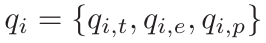 q_i = {q_{i,t}, q_{i,e}, q_{i,p}}